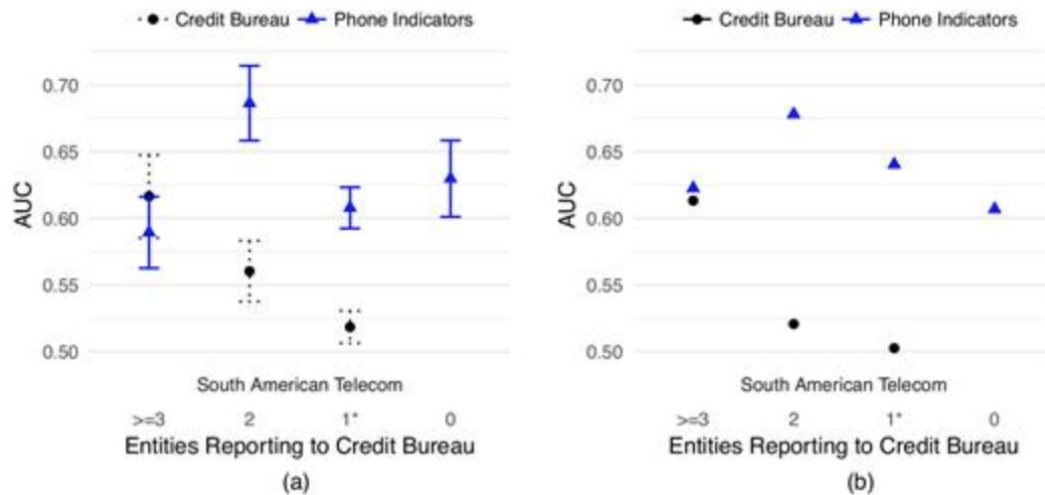 Credit Bureau Phone Indicators
0.70
0.65
0.60
0.55
0.50
AUC
South American Telecom
>=3 2 1* 0
Entities Reporting to Credit Bureau
(a)
Credit Bureau Phone Indicators
0.70
0.65
0.60
0.55
0.50
AUC
South American Telecom
>=3 2 1* 0
Entities Reporting to Credit Bureau
(b)